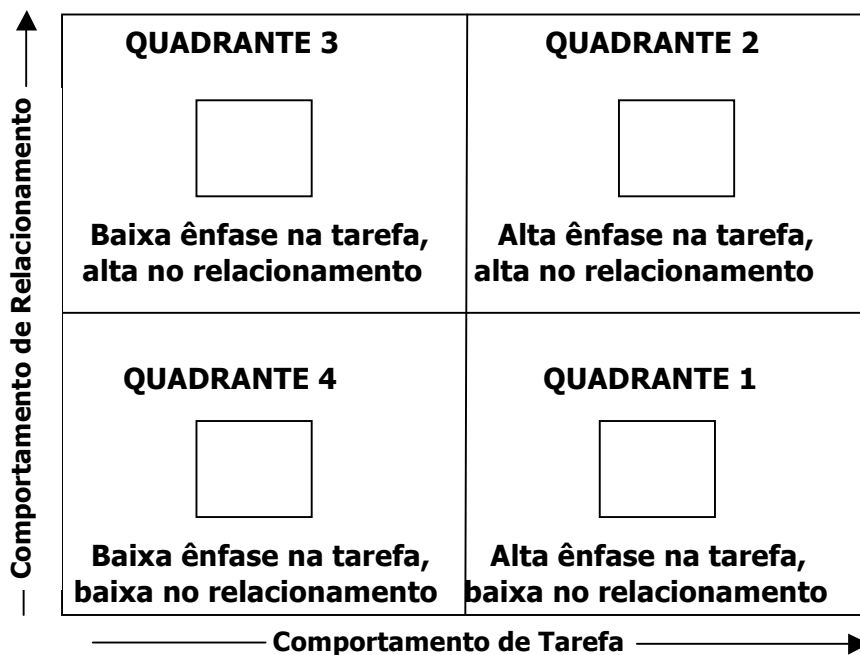 QUADRANTE 3
QUADRANTE 2
Baixa ênfase na tarefa,
alta no relacionamento
Alta ênfase na tarefa,
alta no relacionamento
QUADRANTE 4
QUADRANTE 1
Baixa ênfase na tarefa,
baixa no relacionamento
Alta ênfase na tarefa,
baixa no relacionamento
Comportamento de Relacionamento
Comportamento de Tarefa